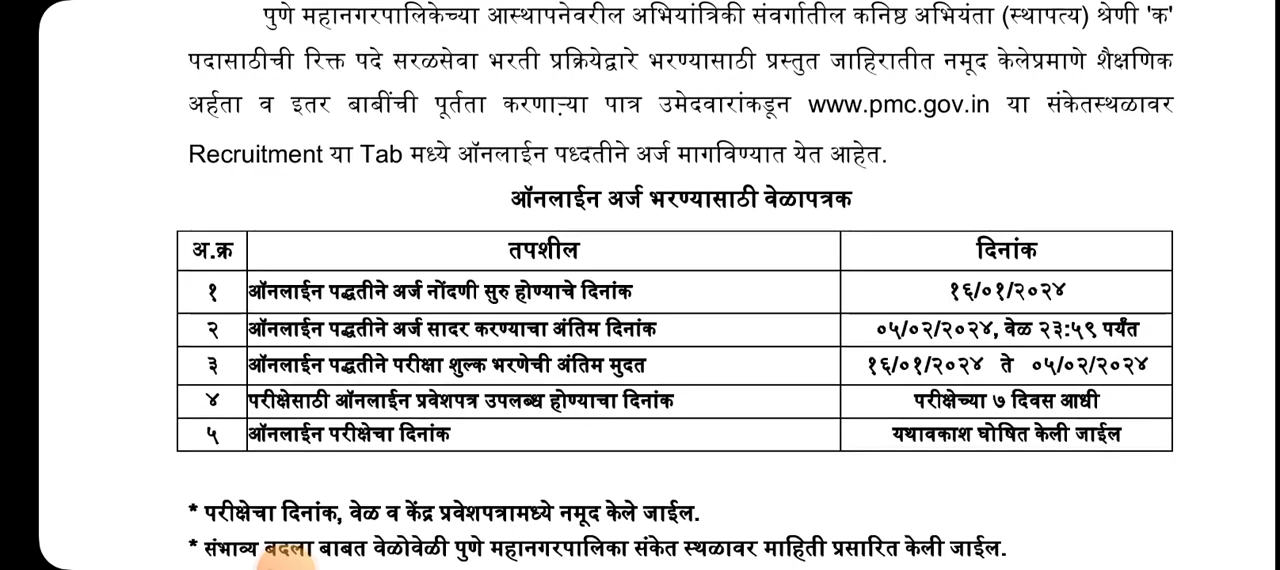 पुणे महानगरपालिकेच्या आस्थापनेवरील अभियांत्रिकी संवर्गातील कनिष्ठ अभियंता (स्थापत्य) श्रेणी 'क'
पदासाठीची रिक्त पदे सरळसेवा भरती प्रक्रियेद्वारे भरण्यासाठी प्रस्तुत जाहिरातीत नमूद केलेप्रमाणे शैक्षणिक
अर्हता व इतर बाबींची पूर्तता करणाऱ्या पात्र उमेदवारांकडून www.pmc.gov.in या संकेतस्थळावर
Recruitment या Tab मध्ये ऑनलाईन पध्दतीने अर्ज मागविण्यात येत आहेत.
ऑनलाईन अर्ज भरण्यासाठी वेळापत्रक
अ.क्र तपशील दिनांक
१ ऑनलाईन पद्धतीने अर्ज नोंदणी सुरु होण्याचे दिनांक १६/०१/२०२४
२ ऑनलाईन पद्धतीने अर्ज सादर करण्याचा अंतिम दिनांक ०५/०२/२०२४, वेळ २३:५९ पर्यंत
३ ऑनलाईन पद्धतीने परीक्षा शुल्क भरणेची अंतिम मुदत १६/०१/२०२४ ते ०५/०२/२०२४
४ परीक्षेसाठी ऑनलाईन प्रवेशपत्र उपलब्ध होण्याचा दिनांक परीक्षेच्या ७ दिवस आधी
५ ऑनलाईन परीक्षेचा दिनांक यथावकाश घोषित केली जाईल
* परीक्षेचा दिनांक, वेळ व केंद्र प्रवेशपत्रामध्ये नमूद केले जाईल.
* संभाव्य बदला बाबत वेळोवेळी पुणे महानगरपालिका संकेत स्थळावर माहिती प्रसारित केली जाईल.